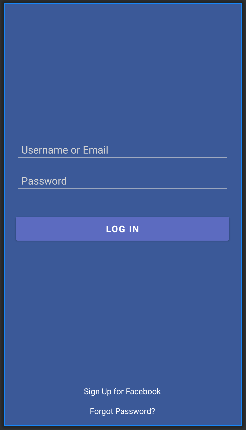 Username or Email
Password
LOG IN
Sign Up for Facebook
Forgot Password?